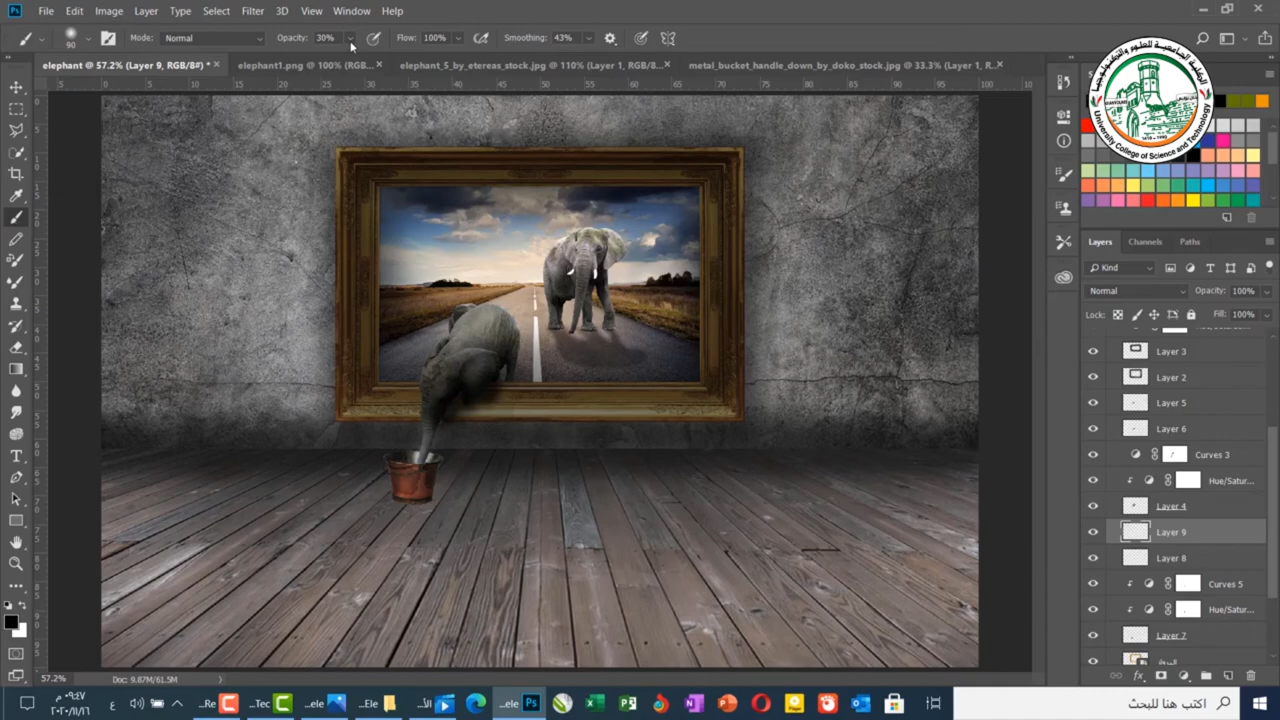 File Edit Image Layer Type Select Filter 3D View Window Help
90 Mode: Normal Opacity: 30% Flow: 100% Smoothing: 43%
elephant @ 57.2% (Layer 9, RGB/8#) * elephant1.png @ 100% (RGB... elephant5_by_etereas_stock.jpg @ 110% (Layer 1, RGB/8... metal_bucket_handle_down_by_doko_stock.jpg @ 33.3% (Layer 1, R...
University College of Science and Technology
Layers Channels Paths
Kind
Normal Opacity: 100%
Lock: Fill: 100%
Layer 3
Layer 2
Layer 5
Layer 6
Curves 3
Hue/Satur...
Layer 4
Layer 9
Layer 8
Curves 5
Hue/Satur...
Layer 7
57.2% Doc: 9.87M/61.5M
اكتب هنا للبحث